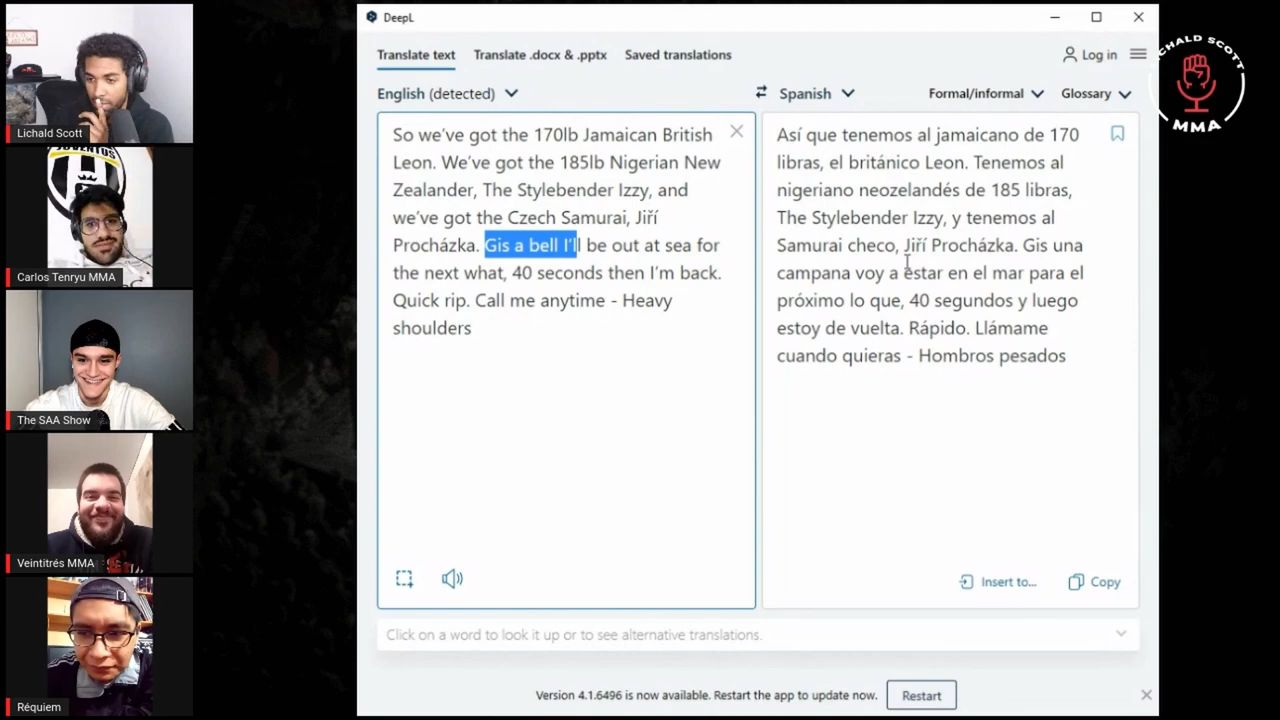 DeepL
Translate text
Translate .docx & .pptx
Saved translations
Log in
English (detected)
Spanish
Formal/informal
Glossary
So we've got the 170lb Jamaican British
Leon. We've got the 185lb Nigerian New
Zealander, The Stylebender Izzy, and
we've got the Czech Samurai, Jiří
Procházka. Gis a bell I'll be out at sea for
the next what, 40 seconds then I'm back.
Quick rip. Call me anytime - Heavy
shoulders
Así que tenemos al jamaicano de 170
libras, el británico Leon. Tenemos al
nigeriano neozelandés de 185 libras,
The Stylebender Izzy, y tenemos al
Samurai checo, Jiří Procházka. Gis una
campana voy a estar en el mar para el
próximo lo que, 40 segundos y luego
estoy de vuelta. Rápido. Llámame
cuando quieras - Hombros pesados
Insert to...
Copy
Click on a word to look it up or to see alternative translations.
Version 4.1.6496 is now available. Restart the app to update now.
Restart
Lichald Scott
JUVENTUS
Carlos Tenryu MMA
The SAA Show
Veintitrés MMA
Réquiem
CHALD SCOTT
MMA